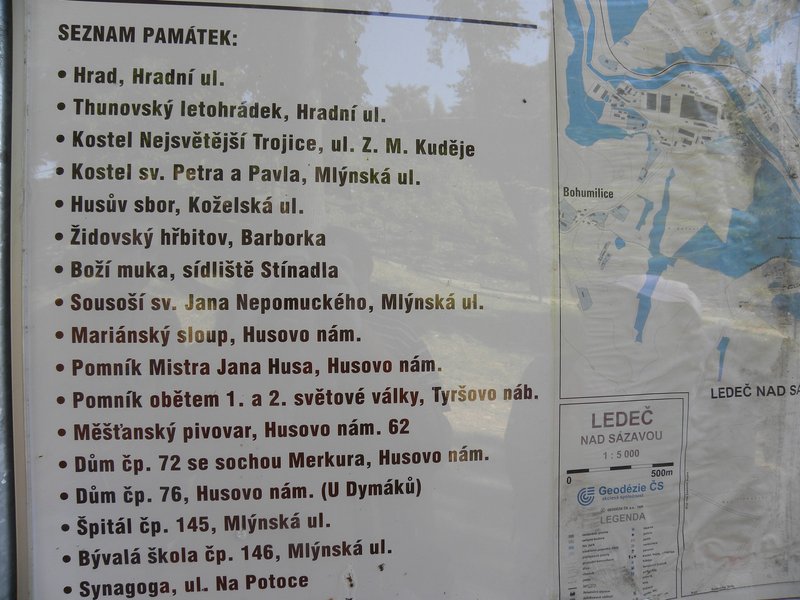 SEZNAM PAMÁTEK:
• Hrad, Hradní ul.
• Thunovský letohrádek, Hradní ul.
• Kostel Nejsvětější Trojice, ul. Z. M. Kuděje
• Kostel sv. Petra a Pavla, Mlýnská ul.
• Husův sbor, Koželská ul.
• Židovský hřbitov, Barborka
• Boží muka, sídliště Stínadla
• Sousoší sv. Jana Nepomuckého, Mlýnská ul.
• Mariánský sloup, Husovo nám.
• Pomník Mistra Jana Husa, Husovo nám.
• Pomník obětem 1. a 2. světové války, Tyršovo náb.
• Měšťanský pivovar, Husovo nám. 62
• Dům čp. 72 se sochou Merkura, Husovo nám.
• Dům čp. 76, Husovo nám. (U Dymáků)
• Špitál čp. 145, Mlýnská ul.
• Bývalá škola čp. 146, Mlýnská ul.
• Synagoga, ul. Na Potoce
Bohumilice
LEDEČ NAD SÁZ
LEDEČ
NAD SÁZAVOU
1 : 5 000
0 500m
Geodézie ČS
LEGENDA